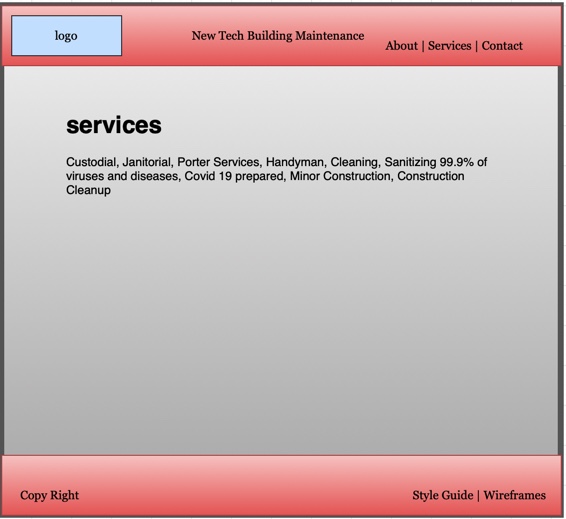 logo
New Tech Building Maintenance
About | Services | Contact
services
Custodial, Janitorial, Porter Services, Handyman, Cleaning, Sanitizing 99.9% of
viruses and diseases, Covid 19 prepared, Minor Construction, Construction
Cleanup
Copy Right
Style Guide | Wireframes